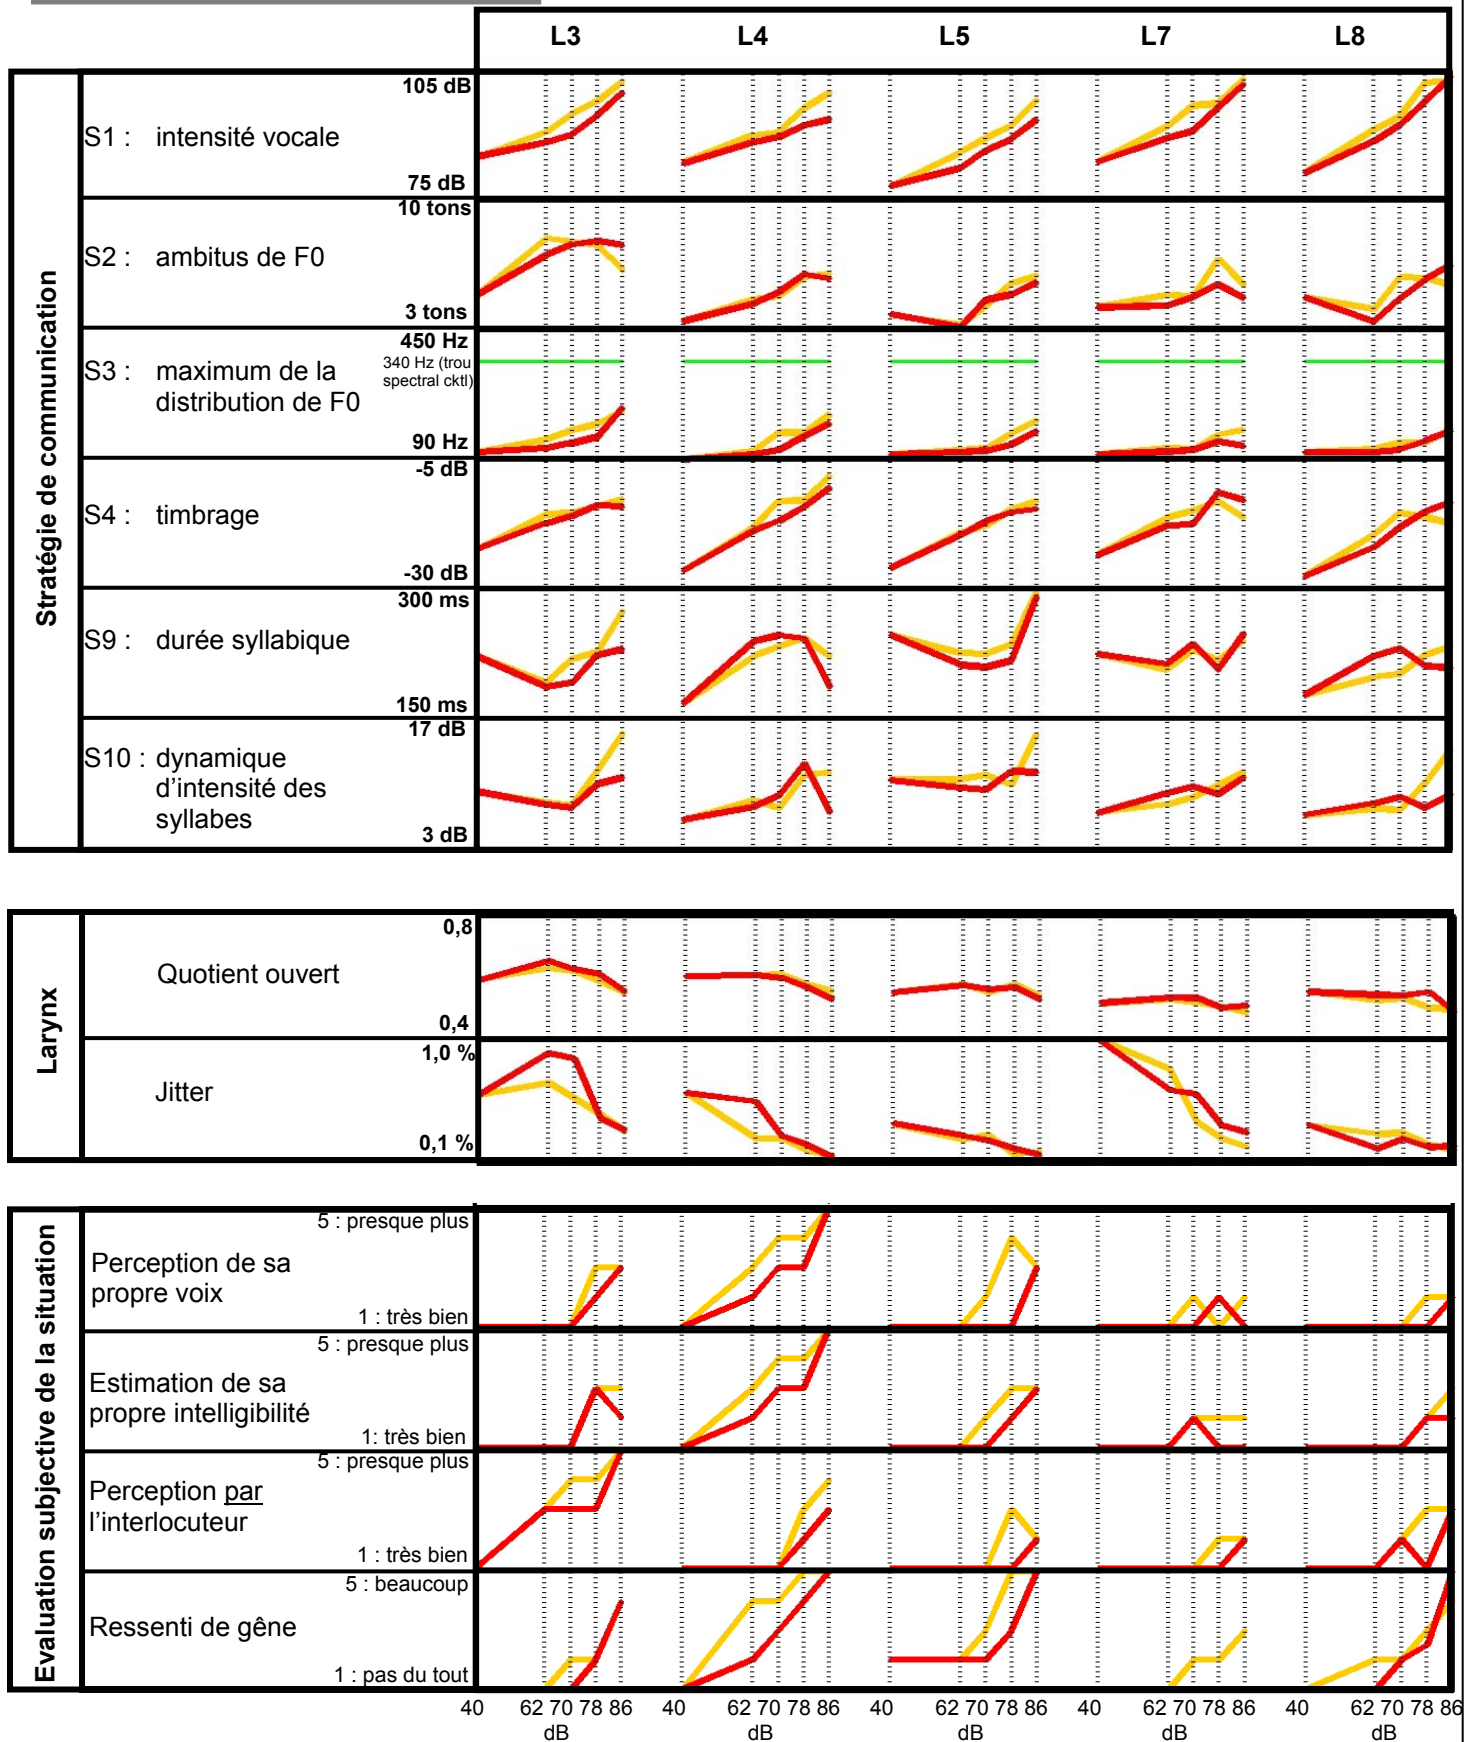 L3 L4 L5 L7 L8
Stratégie de communication
105 dB
S1 : intensité vocale
75 dB
10 tons
S2 : ambitus de F0
3 tons
450 Hz
340 Hz (trou
spectral cktl)
S3 : maximum de la
distribution de F0
90 Hz
-5 dB
S4 : timbrage
-30 dB
300 ms
S9 : durée syllabique
150 ms
17 dB
S10 : dynamique
d'intensité des
syllabes
3 dB
Larynx
0,8
Quotient ouvert
0,4
1,0 %
Jitter
0,1 %
Evaluation subjective de la situation
5 : presque plus
Perception de sa
propre voix
1 : très bien
5 : presque plus
Estimation de sa
propre intelligibilité
1: très bien
5 : presque plus
Perception par
l'interlocuteur
1 : très bien
5 : beaucoup
Ressenti de gêne
1 : pas du tout
40 62 70 78 86 40 62 70 78 86 40 62 70 78 86 40 62 70 78 86 40 62 70 78 86
dB dB dB dB dB